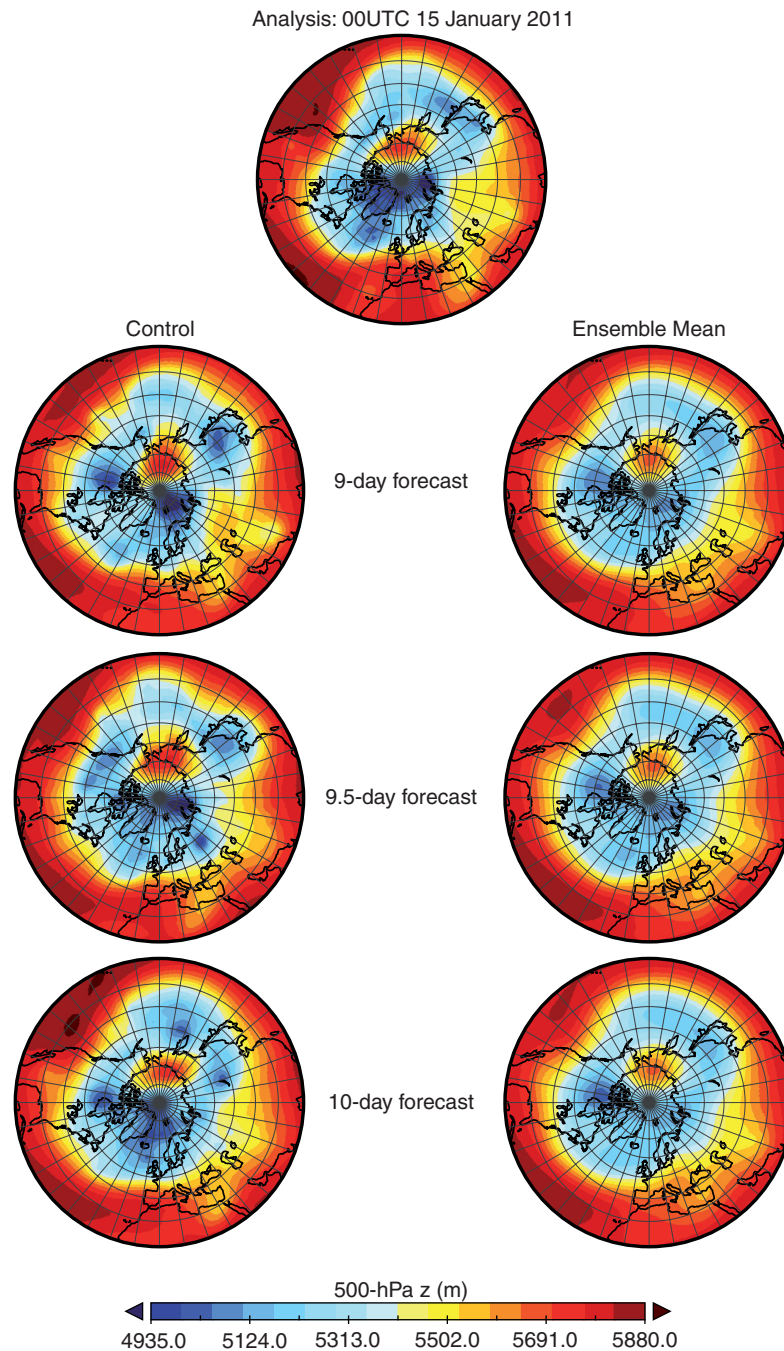 Analysis: 00UTC 15 January 2011
Control
Ensemble Mean
9-day forecast
9.5-day forecast
10-day forecast
500-hPa z (m)
4935.0 5124.0 5313.0 5502.0 5691.0 5880.0